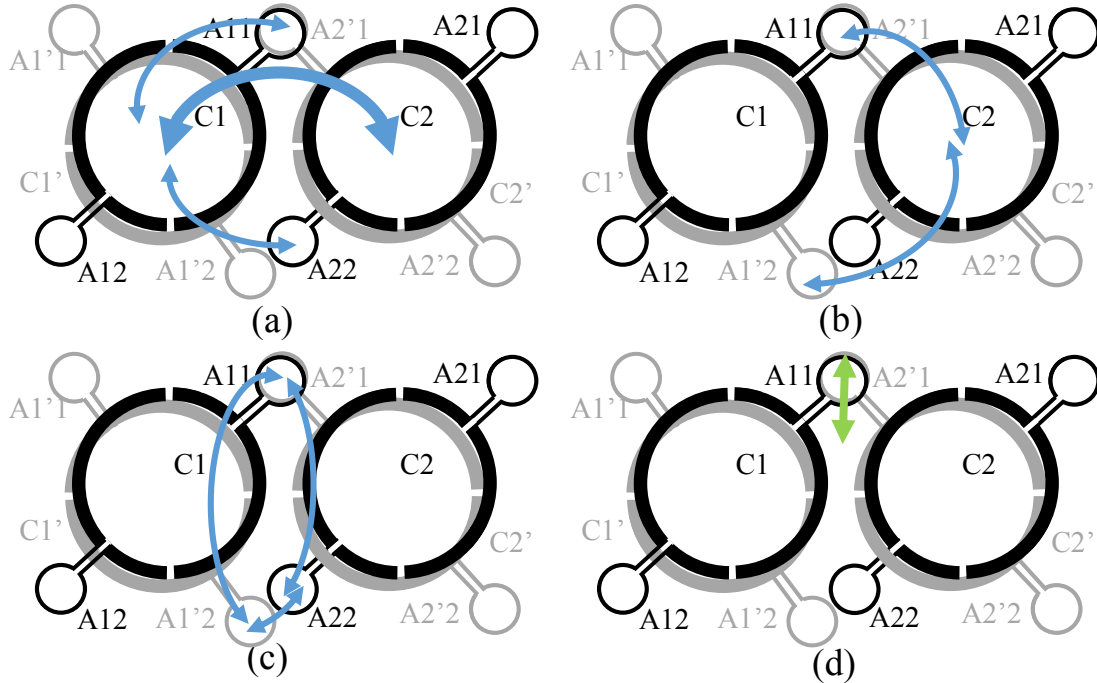 A11 A2’1 A21
A1’1
C1 C2
C1’ C2’
A12 A1’2 A22 A2’2
(a)
A11 A2’1 A21
A1’1
C1 C2
C1’ C2’
A12 A1’2 A22 A2’2
(b)
A11 A2’1 A21
A1’1
C1 C2
C1’ C2’
A12 A1’2 A22 A2’2
(c)
A11 A2’1 A21
A1’1
C1 C2
C1’ C2’
A12 A1’2 A22 A2’2
(d)